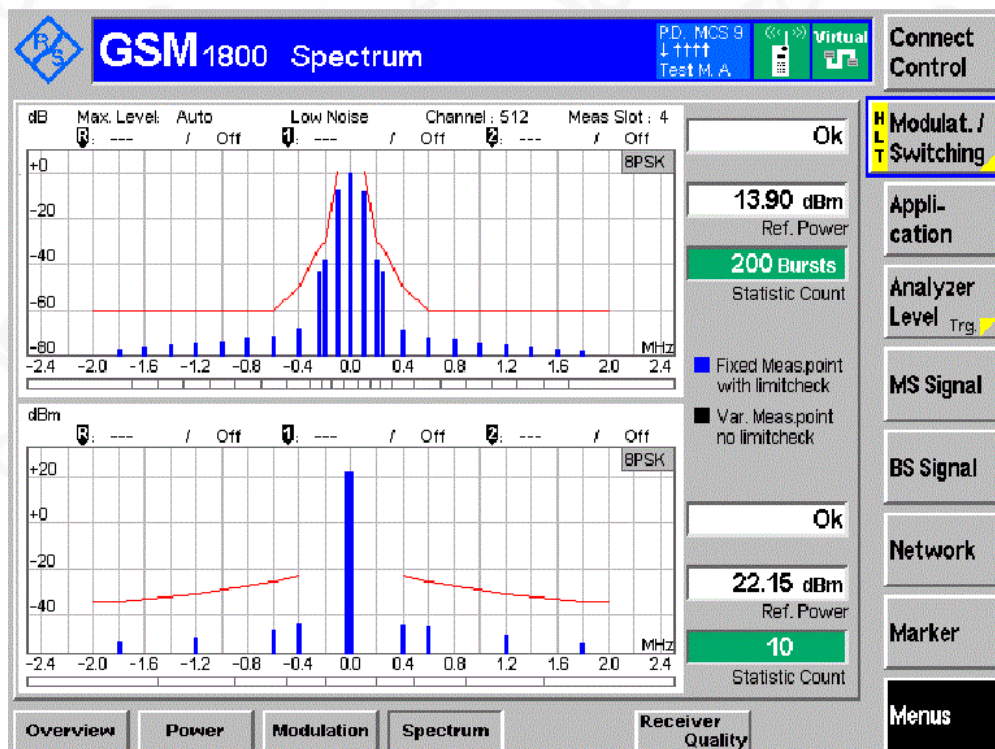 R/S
GSM 1800 Spectrum
P.D. MCS 9
↓ ↑↑↑↑
Test M. A.
Virtual
Connect
Control
dB Max. Level: Auto Low Noise Channel : 512 Meas Slot : 4
R: --- / Off 1: --- / Off 2: --- / Off
8PSK
+0
-20
-40
-60
-80
MHz
-2.4 -2.0 -1.6 -1.2 -0.8 -0.4 0.0 0.4 0.8 1.2 1.6 2.0 2.4
Ok
13.90 dBm
Ref. Power
200 Bursts
Statistic Count
Fixed Meas.point
with limitcheck
Var. Meas.point
no limitcheck
dBm
R: --- / Off 1: --- / Off 2: --- / Off
8PSK
+20
+0
-20
-40
MHz
-2.4 -2.0 -1.6 -1.2 -0.8 -0.4 0.0 0.4 0.8 1.2 1.6 2.0 2.4
Ok
22.15 dBm
Ref. Power
10
Statistic Count
HLT
Modulat. /
Switching
Appli-
cation
Analyzer
Level Trg.
MS Signal
BS Signal
Network
Marker
Menus
Overview
Power
Modulation
Spectrum
Receiver
Quality